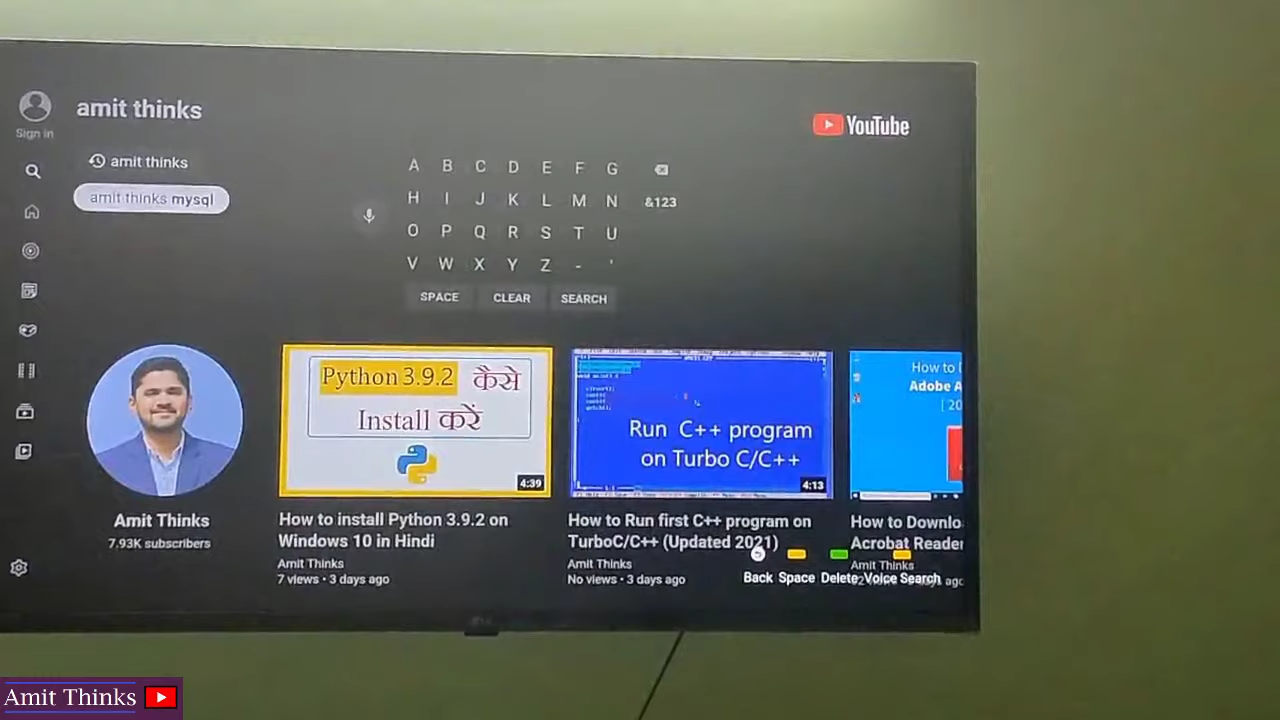 amit thinks
YouTube
Sign in
amit thinks
amit thinks mysql
A B C D E F G
H I J K L M N &123
O P Q R S T U
V W X Y Z - '
SPACE CLEAR SEARCH
Python 3.9.2 कैसे
Install करें
4:39
Run C++ program
on Turbo C/C++
4:13
How to
Adobe A
[ 20
Amit Thinks
7.93K subscribers
How to install Python 3.9.2 on
Windows 10 in Hindi
Amit Thinks
7 views • 3 days ago
How to Run first C++ program on
TurboC/C++ (Updated 2021)
Amit Thinks
No views • 3 days ago
How to Downlo
Acrobat Reader
Amit Thinks
Back Space Delete Voice Search
Amit Thinks